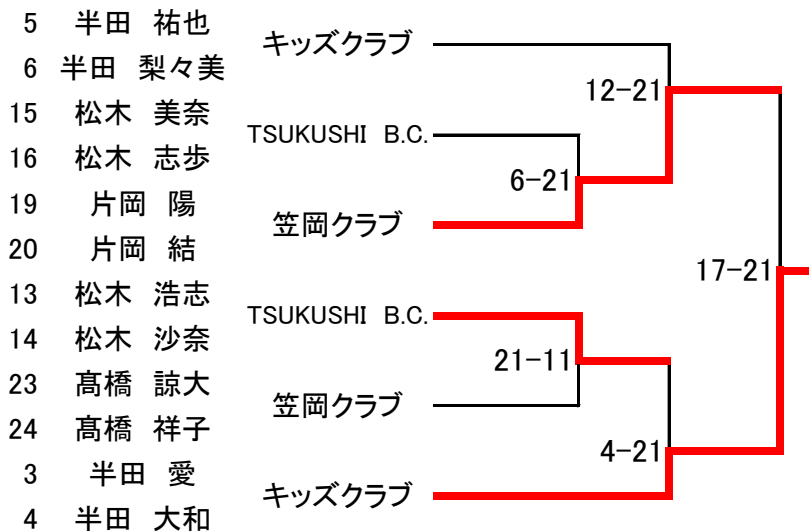 5 半田 祐也
キッズクラブ
6 半田 梨々美
12-21
15 松木 美奈
TSUKUSHI B.C.
16 松木 志歩
6-21
19 片岡 陽
笠岡クラブ
20 片岡 結
17-21
13 松木 浩志
TSUKUSHI B.C.
14 松木 沙奈
21-11
23 髙橋 諒大
笠岡クラブ
24 髙橋 祥子
4-21
3 半田 愛
キッズクラブ
4 半田 大和